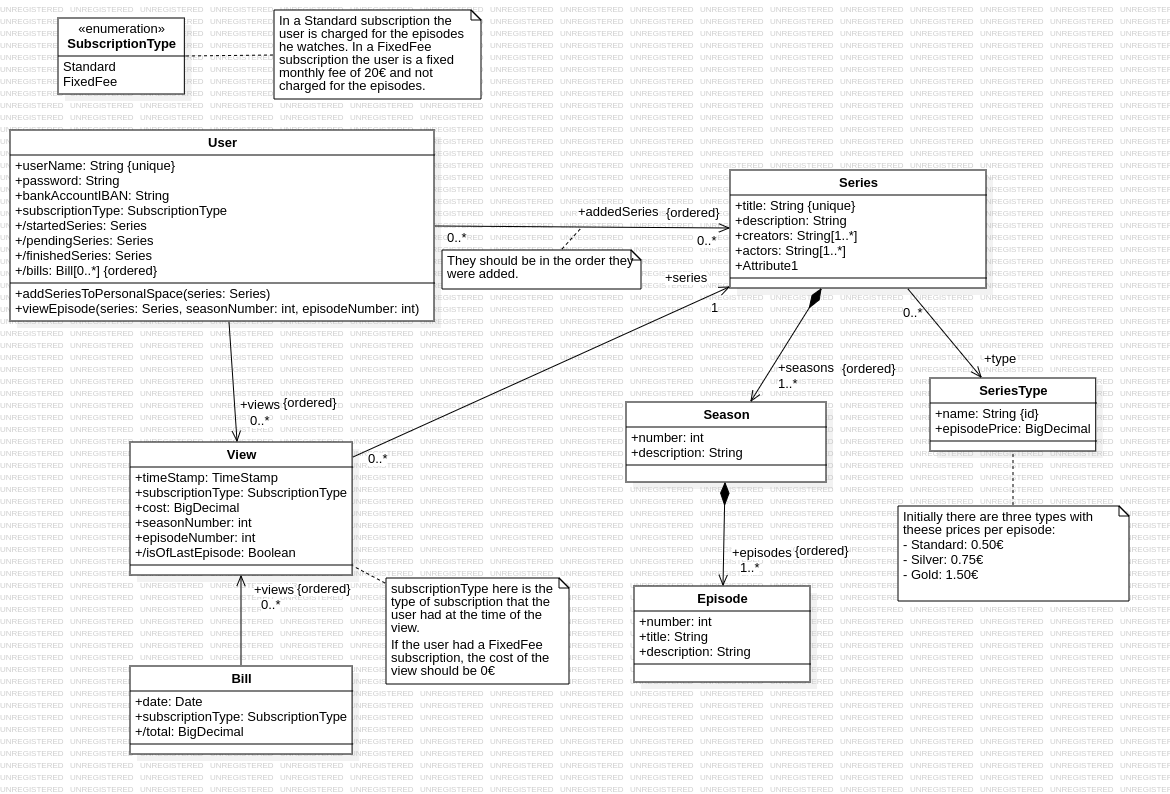 «enumeration»
SubscriptionType
Standard
FixedFee
In a Standard subscription the
user is charged for the episodes
he watches. In a FixedFee
subscription the user is a fixed
monthly fee of 20€ and not
charged for the episodes.
User
+userName: String {unique}
+password: String
+bankAccountIBAN: String
+subscriptionType: SubscriptionType
+/startedSeries: Series
+/pendingSeries: Series
+/finishedSeries: Series
+/bills: Bill[0..*] {ordered}
+addSeriesToPersonalSpace(series: Series)
+viewEpisode(series: Series, seasonNumber: int, episodeNumber: int)
+addedSeries {ordered}
0..*
0..*
They should be in the order they
were added.
Series
+title: String {unique}
+description: String
+creators: String[1..*]
+actors: String[1..*]
+Attribute1
+series
1
0..*
+type
+seasons {ordered}
1..*
SeriesType
+name: String {id}
+episodePrice: BigDecimal
Season
+number: int
+description: String
+views {ordered}
0..*
View
+timeStamp: TimeStamp
+subscriptionType: SubscriptionType
+cost: BigDecimal
+seasonNumber: int
+episodeNumber: int
+/isOfLastEpisode: Boolean
0..*
Initially there are three types with
theese prices per episode:
- Standard: 0.50€
- Silver: 0.75€
- Gold: 1.50€
+episodes {ordered}
1..*
Episode
+number: int
+title: String
+description: String
+views {ordered}
0..*
subscriptionType here is the
type of subscription that the
user had at the time of the
view.
If the user had a FixedFee
subscription, the cost of the
view should be 0€
Bill
+date: Date
+subscriptionType: SubscriptionType
+/total: BigDecimal
UNREGISTERED